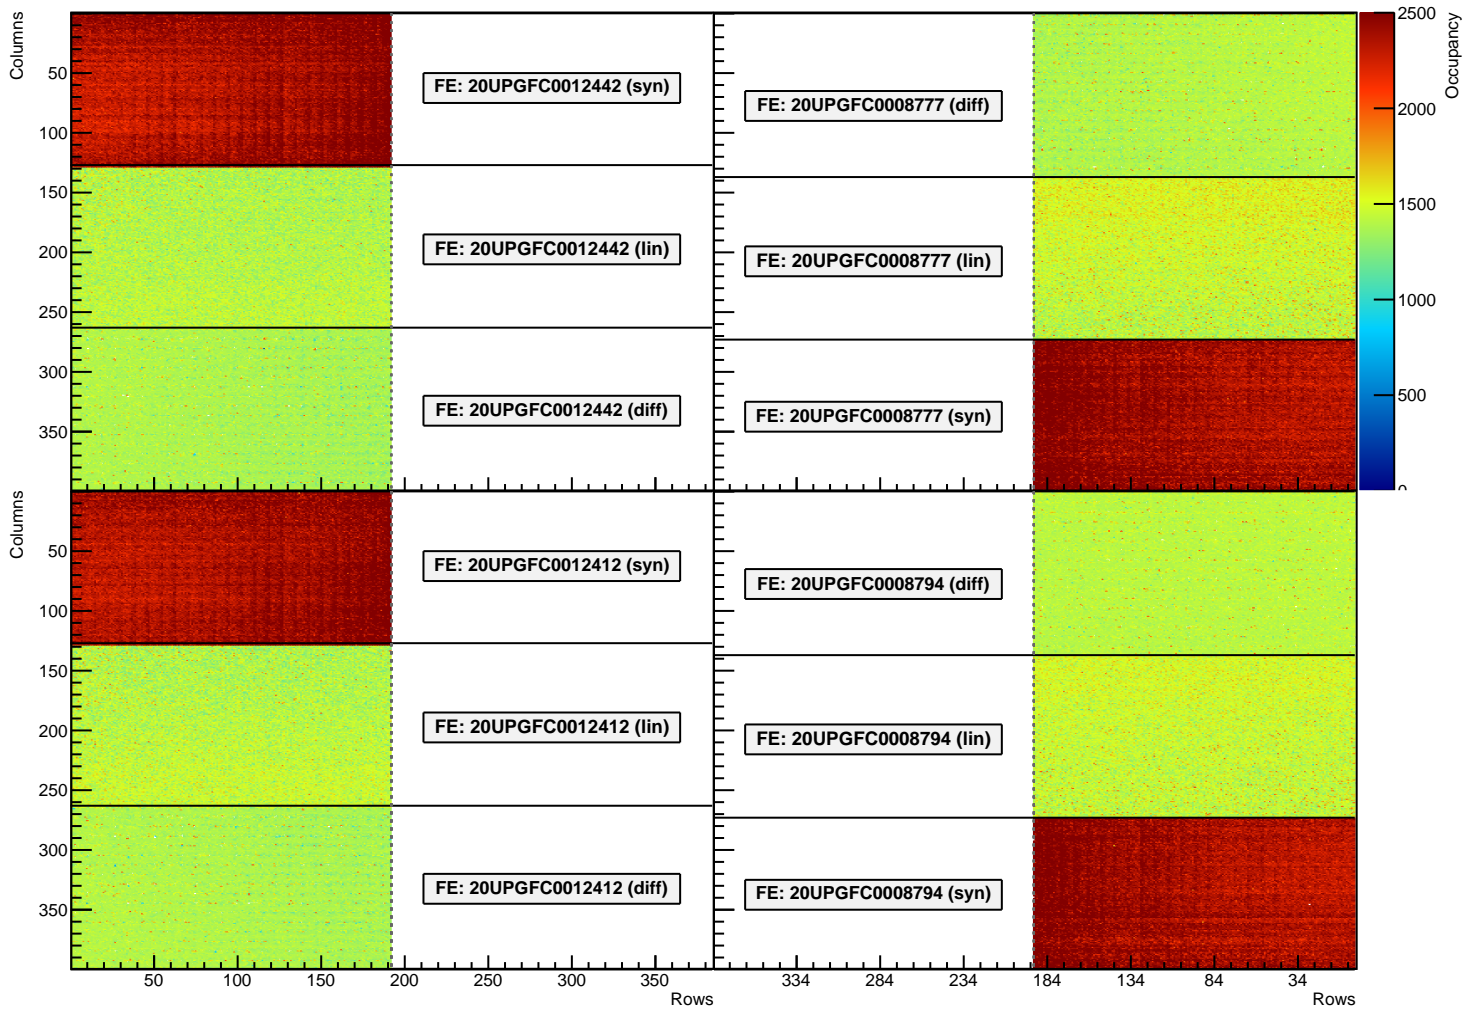 Columns
50
100
150
200
250
300
350
FE: 20UPGFC0012442 (syn)
FE: 20UPGFC0012442 (lin)
FE: 20UPGFC0012442 (diff)
FE: 20UPGFC0008777 (diff)
FE: 20UPGFC0008777 (lin)
FE: 20UPGFC0008777 (syn)
2500
2000
1500
1000
500
0
Occupancy
Columns
50
100
150
200
250
300
350
FE: 20UPGFC0012412 (syn)
FE: 20UPGFC0012412 (lin)
FE: 20UPGFC0012412 (diff)
FE: 20UPGFC0008794 (diff)
FE: 20UPGFC0008794 (lin)
FE: 20UPGFC0008794 (syn)
50 100 150 200 250 300 350
Rows
334 284 234 184 134 84 34
Rows